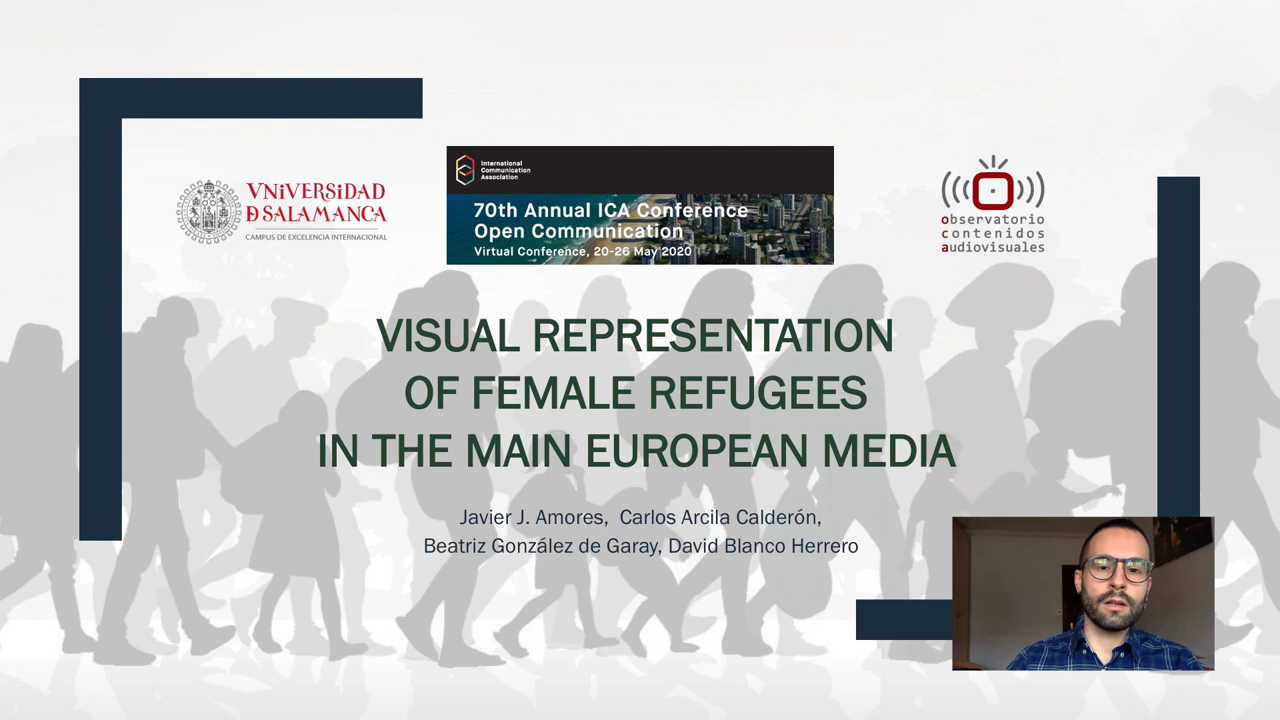 VNiVERSiDAD
D SALAMANCA
CAMPUS DE EXCELENCIA INTERNACIONAL
International
Communication
Association
70th Annual ICA Conference
Open Communication
Virtual Conference, 20-26 May 2020
observatorio
contenidos
audiovisuales
VISUAL REPRESENTATION
OF FEMALE REFUGEES
IN THE MAIN EUROPEAN MEDIA
Javier J. Amores, Carlos Arcila Calderón,
Beatriz González de Garay, David Blanco Herrero